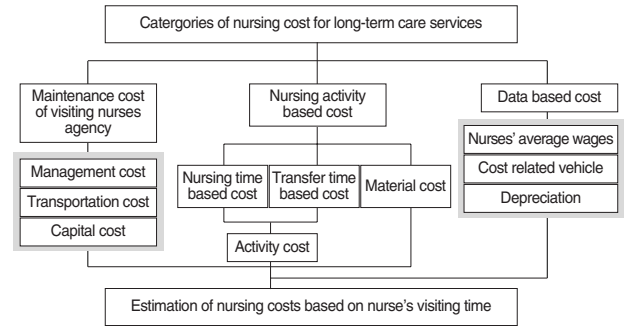 Catergories of nursing cost for long-term care services
Maintenance cost
of visiting nurses
agency
Management cost
Transportation cost
Capital cost
Nursing activity
based cost
Nursing time
based cost
Transfer time
based cost
Material cost
Activity cost
Data based cost
Nurses' average wages
Cost related vehicle
Depreciation
Estimation of nursing costs based on nurse's visiting time